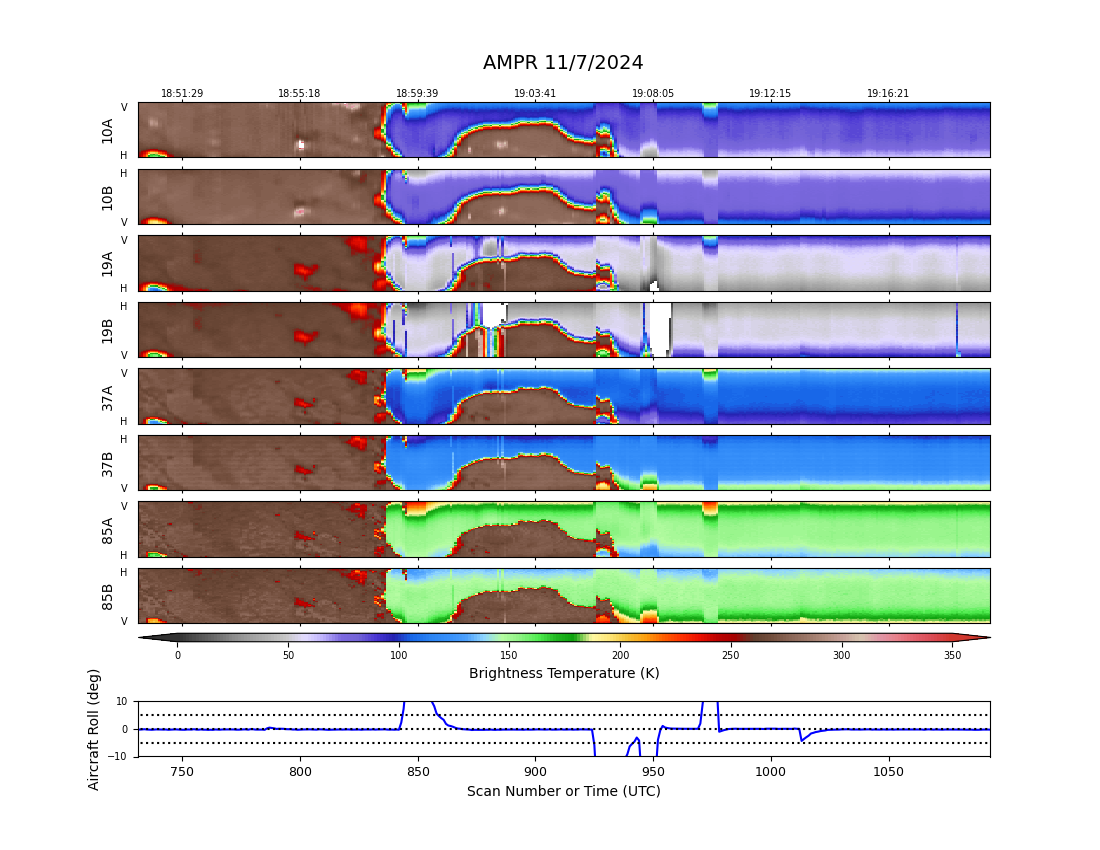 AMPR 11/7/2024
18:51:29 18:55:18 18:59:39 19:03:41 19:08:05 19:12:15 19:16:21
V
10A
H
H
10B
V
V
19A
H
H
19B
V
V
37A
H
H
37B
V
V
85A
H
H
85B
V
0 50 100 150 200 250 300 350
Brightness Temperature (K)
Aircraft Roll (deg)
10
0
−10
750 800 850 900 950 1000 1050
Scan Number or Time (UTC)